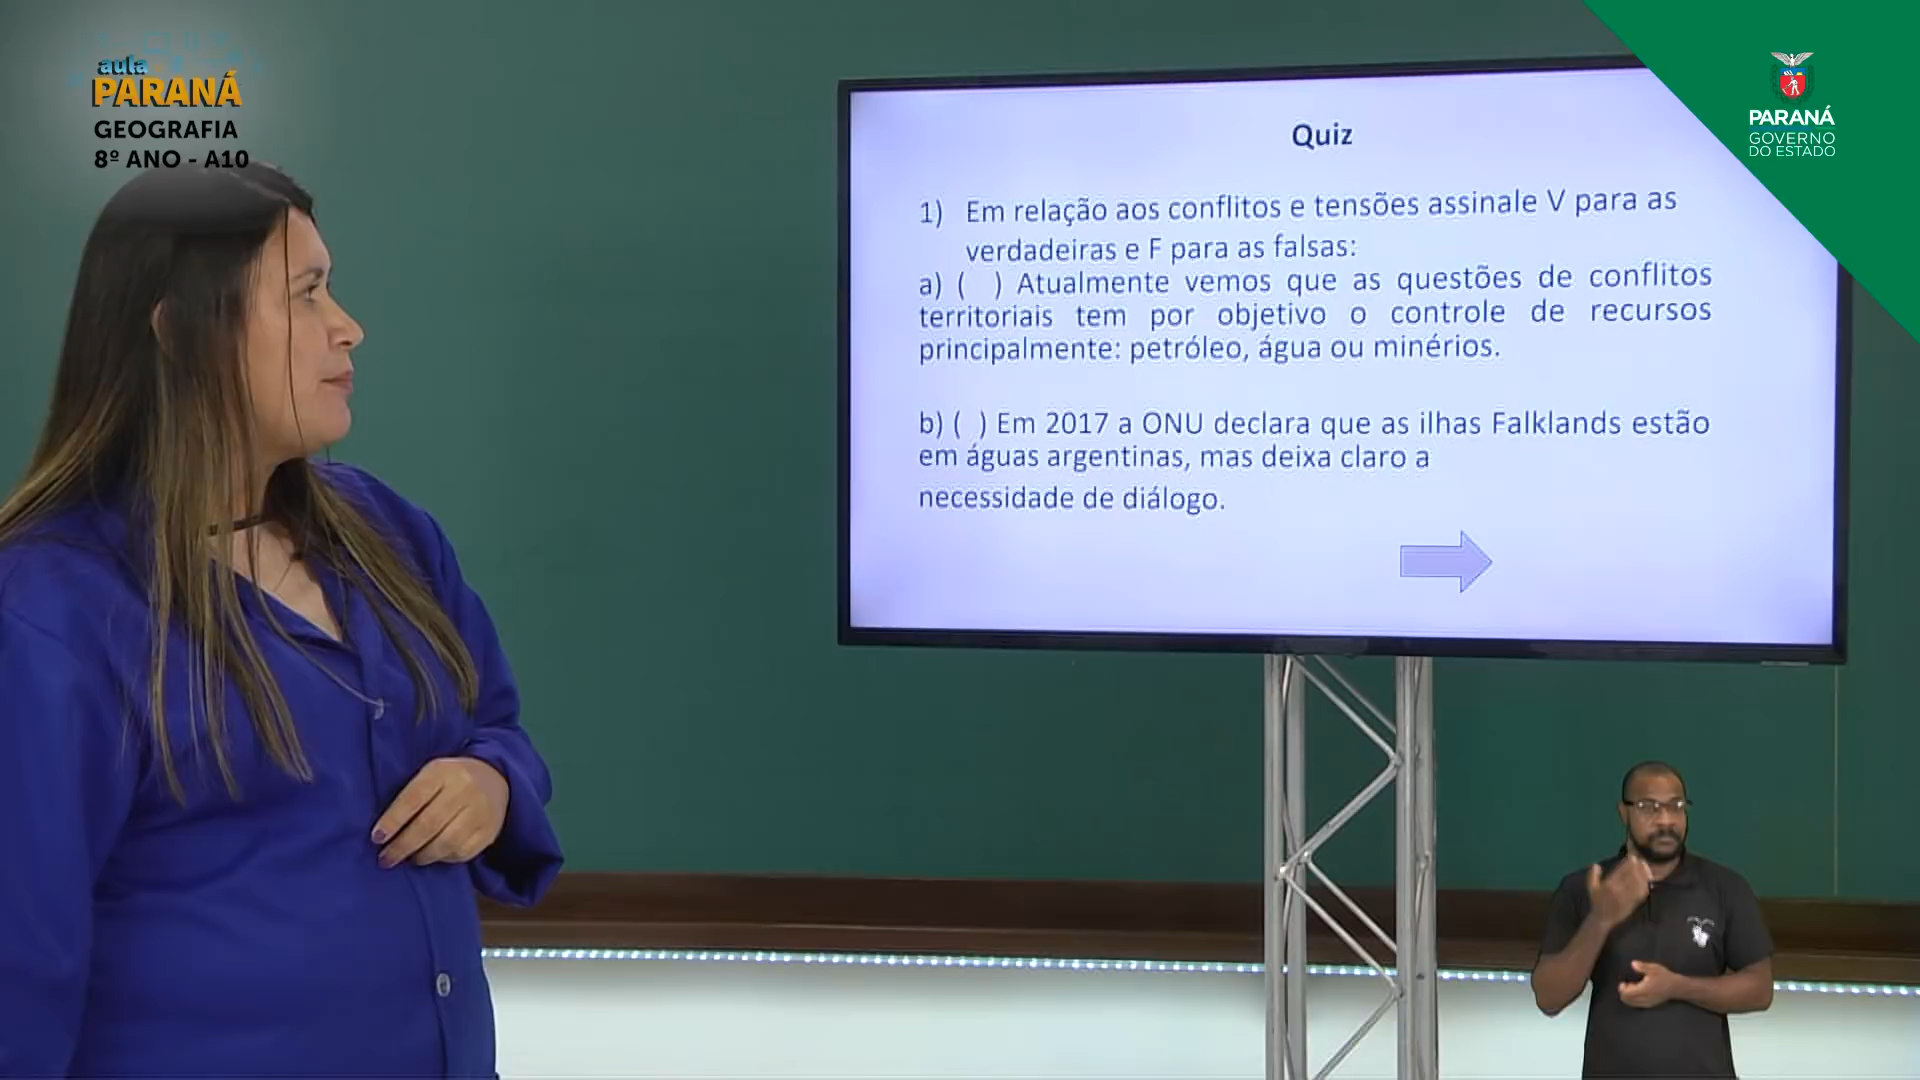 aula
PARANÁ
GEOGRAFIA
8º ANO - A10
PARANÁ
GOVERNO
DO ESTADO
Quiz
1) Em relação aos conflitos e tensões assinale V para as
verdadeiras e F para as falsas:
a) ( ) Atualmente vemos que as questões de conflitos
territoriais tem por objetivo o controle de recursos
principalmente: petróleo, água ou minérios.
b) ( ) Em 2017 a ONU declara que as ilhas Falklands estão
em águas argentinas, mas deixa claro a
necessidade de diálogo.